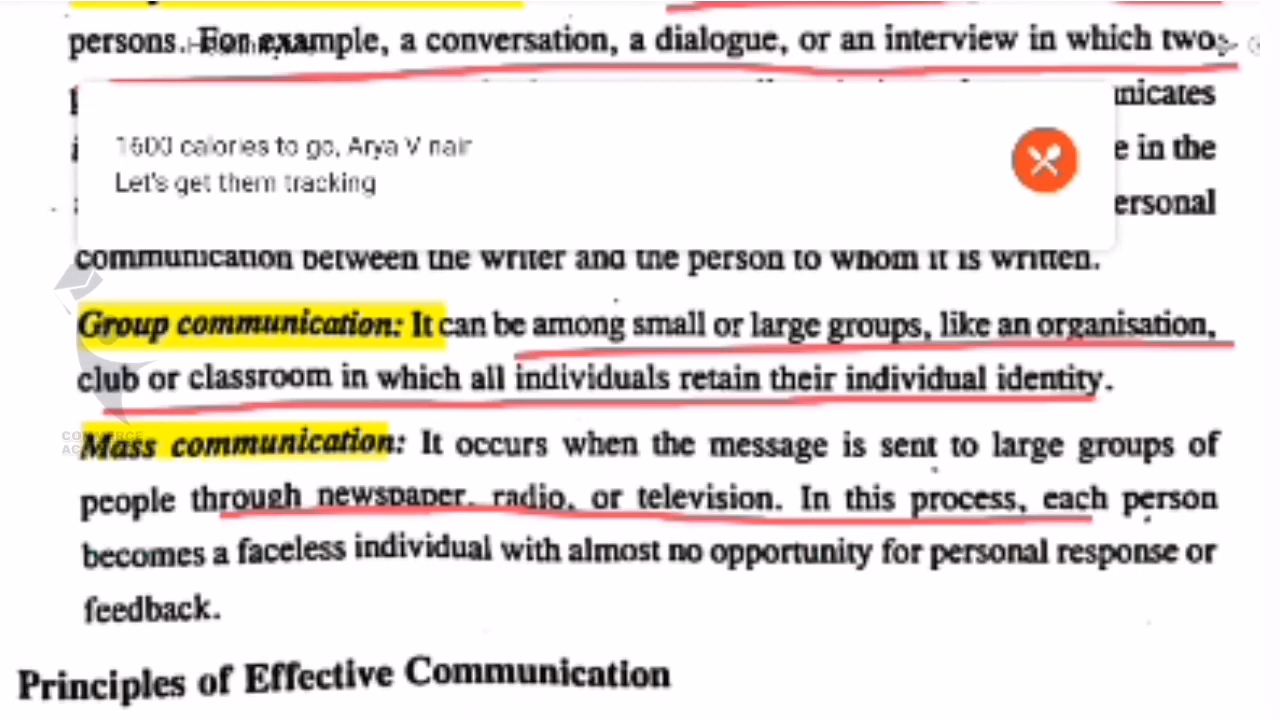 persons. For example, a conversation, a dialogue, or an interview in which two
nicates
1600 calories to go, Arya V nair
e in the
Let's get them tracking
ersonal
communication between the writer and the person to whom it is written.
Group communication: It can be among small or large groups, like an organisation,
club or classroom in which all individuals retain their individual identity.
COMMERCE
Mass communication: It occurs when the message is sent to large groups of
people through newspaper, radio, or television. In this process, each person
becomes a faceless individual with almost no opportunity for personal response or
feedback.
Principles of Effective Communication